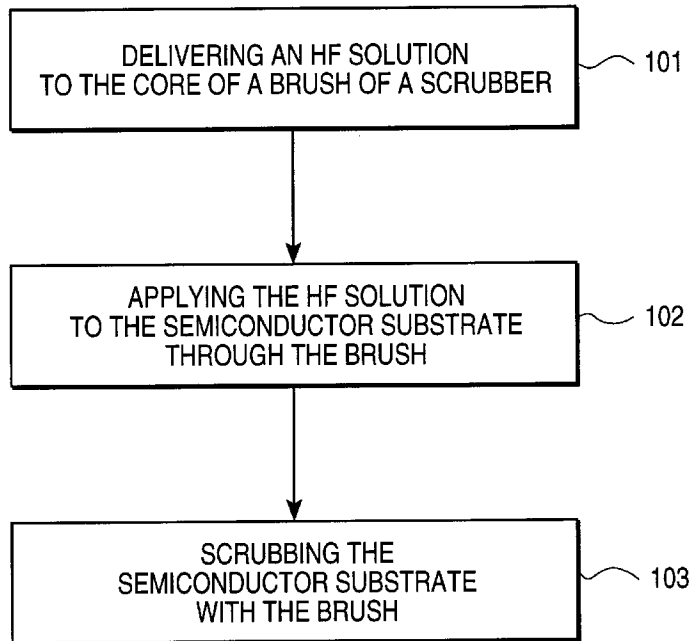 DELIVERING AN HF SOLUTION
TO THE CORE OF A BRUSH OF A SCRUBBER
101
APPLYING THE HF SOLUTION
TO THE SEMICONDUCTOR SUBSTRATE
THROUGH THE BRUSH
102
SCRUBBING THE
SEMICONDUCTOR SUBSTRATE
WITH THE BRUSH
103